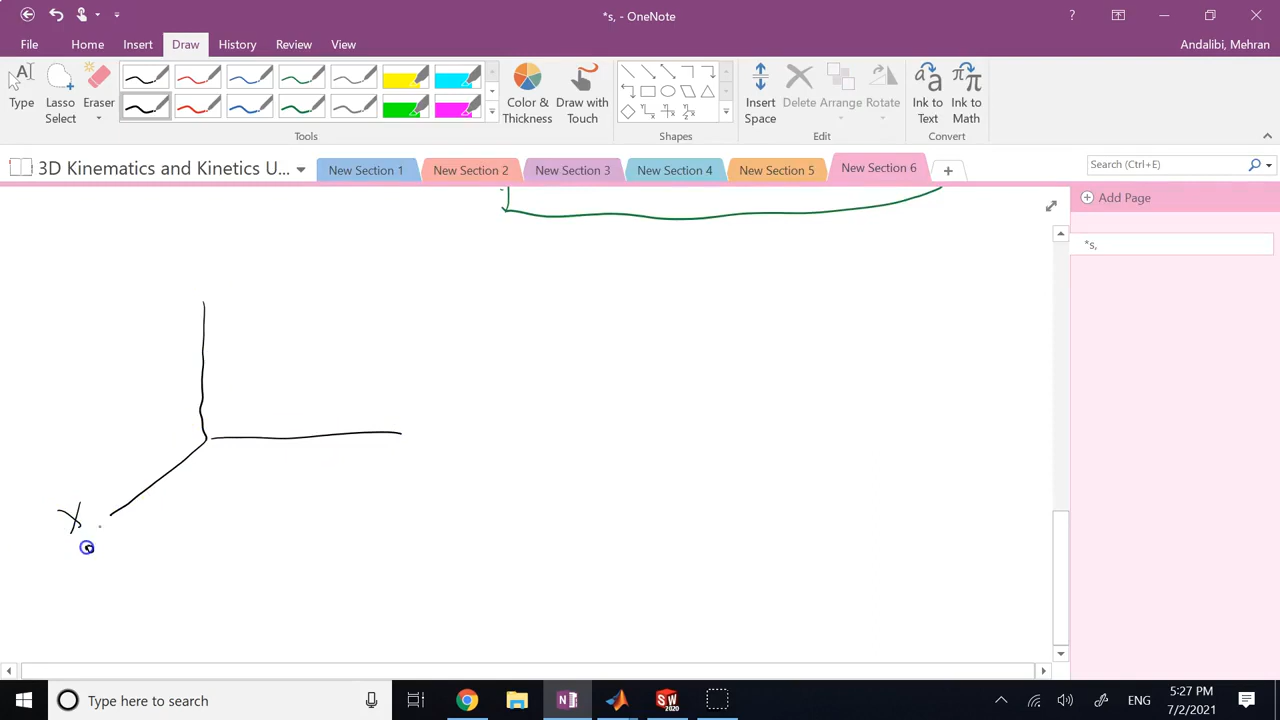 *s, - OneNote
?
Andalibi, Mehran
File Home Insert Draw History Review View
Type
Lasso Select
Eraser
Color & Thickness
Draw with Touch
Insert Space
Delete
Arrange
Rotate
Ink to Text
Ink to Math
Tools
Shapes
Edit
Convert
3D Kinematics and Kinetics U...
New Section 1
New Section 2
New Section 3
New Section 4
New Section 5
New Section 6
Search (Ctrl+E)
Add Page
*s,
X
Type here to search
ENG
5:27 PM
7/2/2021